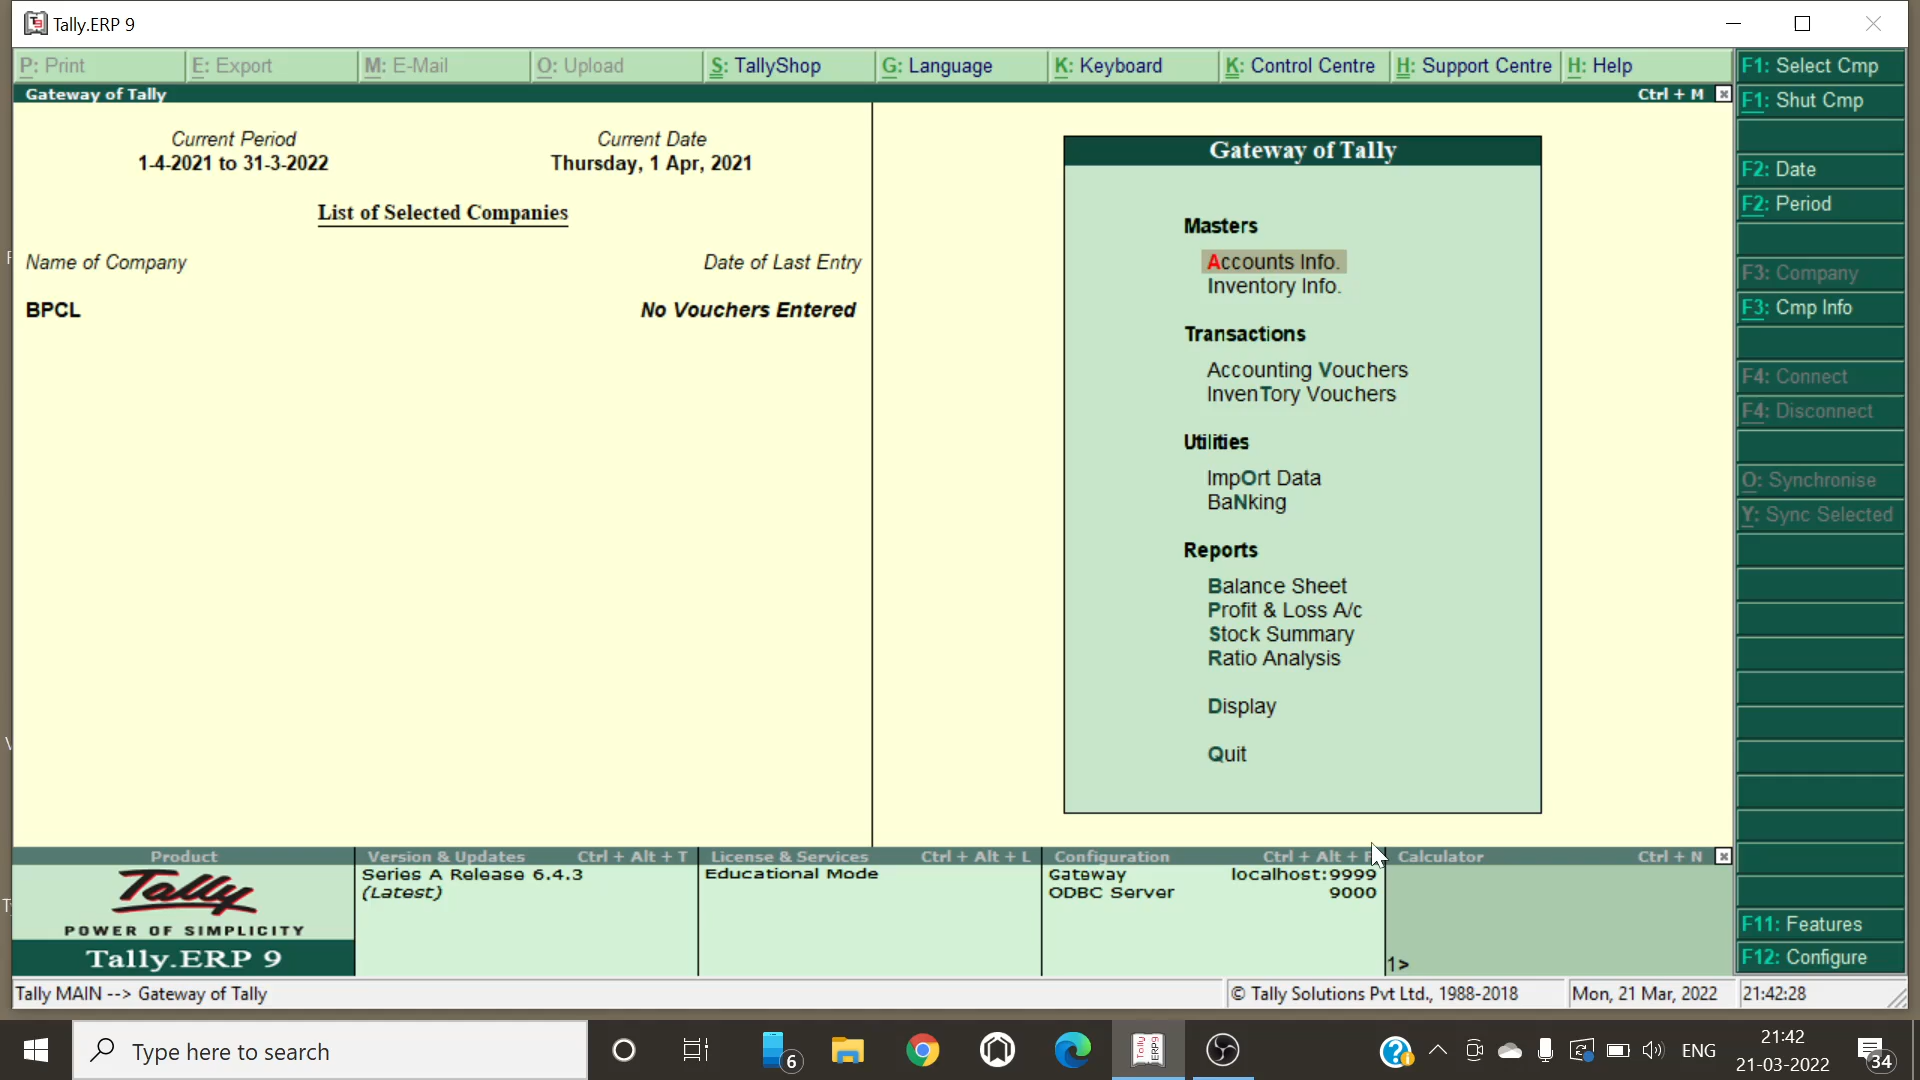 Tally.ERP 9
P: Print
E: Export
M: E-Mail
O: Upload
S: TallyShop
G: Language
K: Keyboard
K: Control Centre
H: Support Centre
H: Help
Gateway of Tally
Ctrl + M
Current Period
1-4-2021 to 31-3-2022
Current Date
Thursday, 1 Apr, 2021
List of Selected Companies
Name of Company
Date of Last Entry
BPCL
No Vouchers Entered
Gateway of Tally
Masters
Accounts Info.
Inventory Info.
Transactions
Accounting Vouchers
InvenTory Vouchers
Utilities
ImpOrt Data
BaNking
Reports
Balance Sheet
Profit & Loss A/c
Stock Summary
Ratio Analysis
Display
Quit
F1: Select Cmp
F1: Shut Cmp
F2: Date
F2: Period
F3: Company
F3: Cmp Info
F4: Connect
F4: Disconnect
O: Synchronise
Y: Sync Selected
F11: Features
F12: Configure
Product
Tally
POWER OF SIMPLICITY
Tally.ERP 9
Version & Updates Ctrl + Alt + T
Series A Release 6.4.3
(Latest)
License & Services Ctrl + Alt + L
Educational Mode
Configuration Ctrl + Alt +
Gateway localhost:9999
ODBC Server 9000
Calculator Ctrl + N
1>
Tally MAIN --> Gateway of Tally
© Tally Solutions Pvt Ltd., 1988-2018
Mon, 21 Mar, 2022
21:42:28
Type here to search
6
Tally ERP9
ENG
21:42
21-03-2022
34